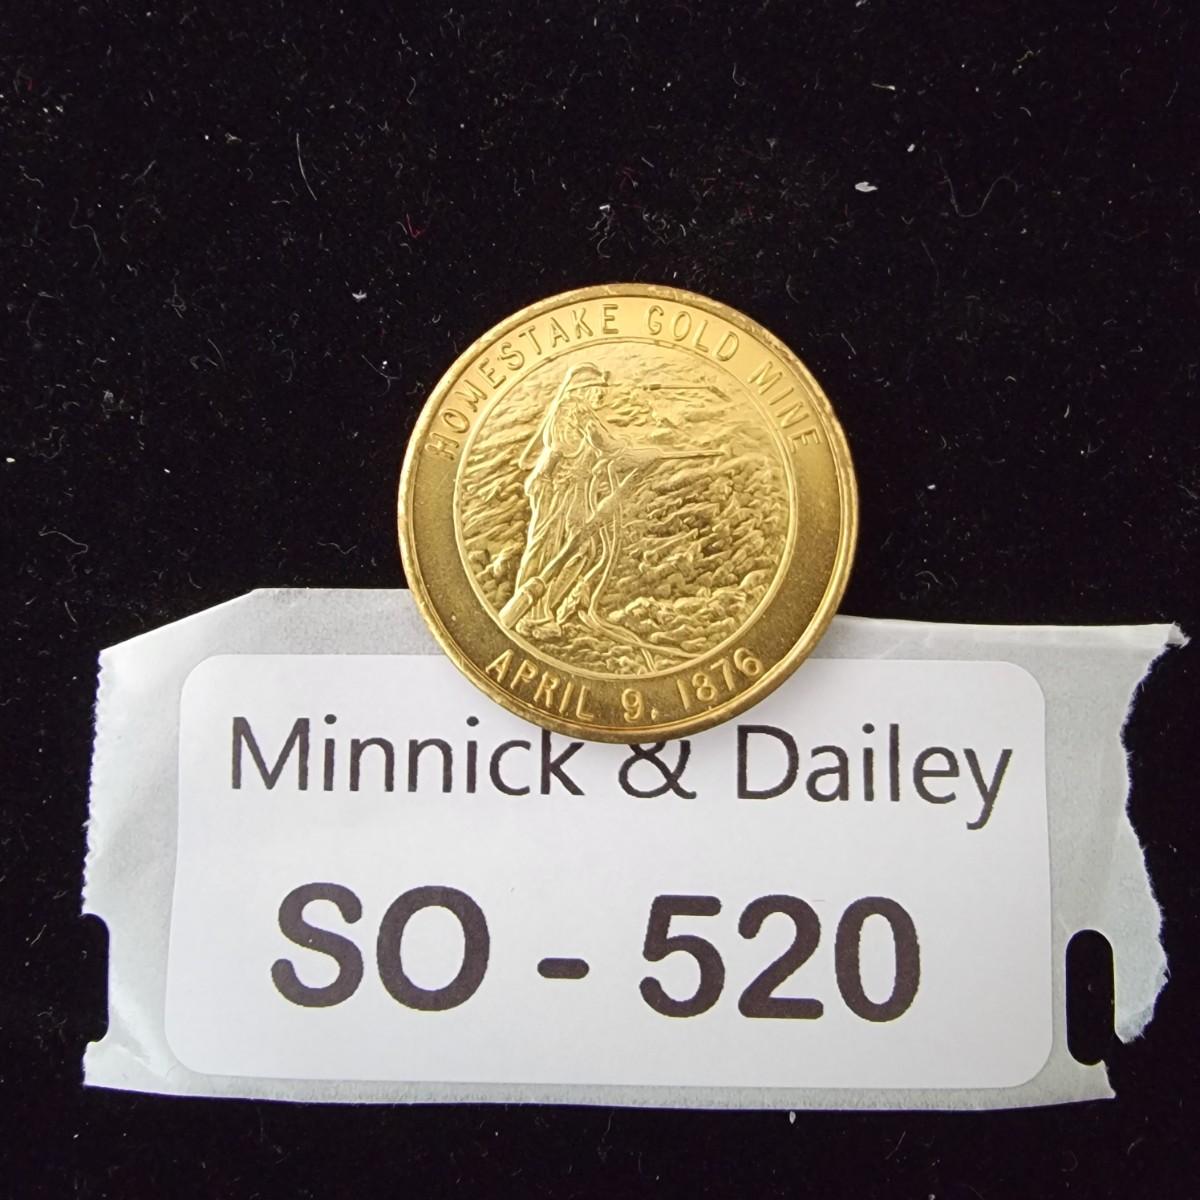 HOMESTAKE GOLD MINE
APRIL 9, 1876
Minnick & Dailey
SO - 520